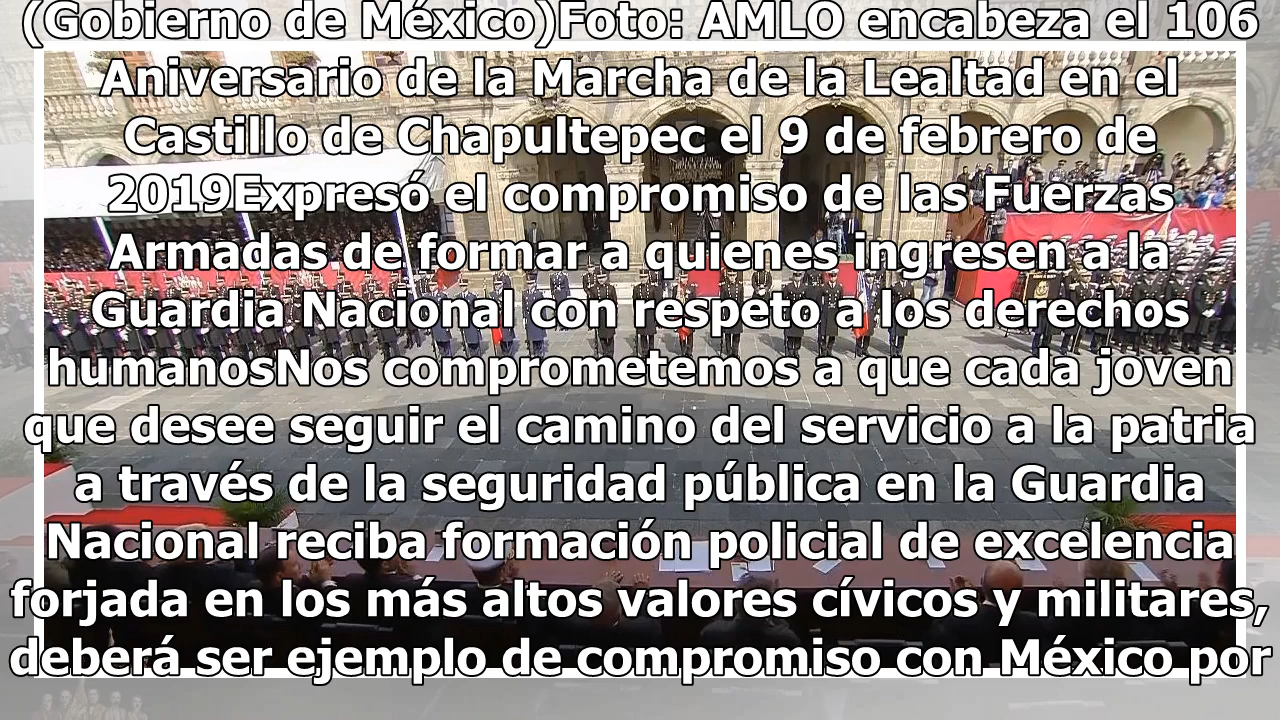 (Gobierno de México)Foto: AMLO encabeza el 106
Aniversario de la Marcha de la Lealtad en el
Castillo de Chapultepec el 9 de febrero de
2019Expresó el compromiso de las Fuerzas
Armadas de formar a quienes ingresen a la
Guardia Nacional con respeto a los derechos
humanosNos comprometemos a que cada joven
que desee seguir el camino del servicio a la patria
a través de la seguridad pública en la Guardia
Nacional reciba formación policial de excelencia
forjada en los más altos valores cívicos y militares,
deberá ser ejemplo de compromiso con México por